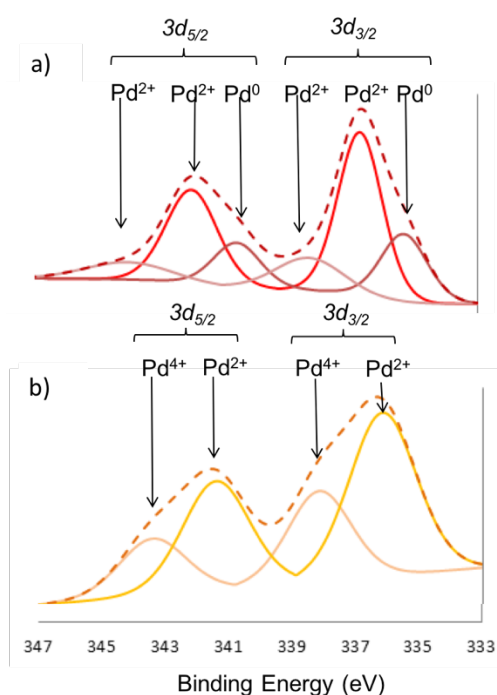 3d5/2 3d3/2
a)
Pd2+ Pd2+ Pd0 Pd2+ Pd2+ Pd0
3d5/2 3d3/2
b) Pd4+ Pd2+ Pd4+ Pd2+
347 345 343 341 339 337 335 333
Binding Energy (eV)